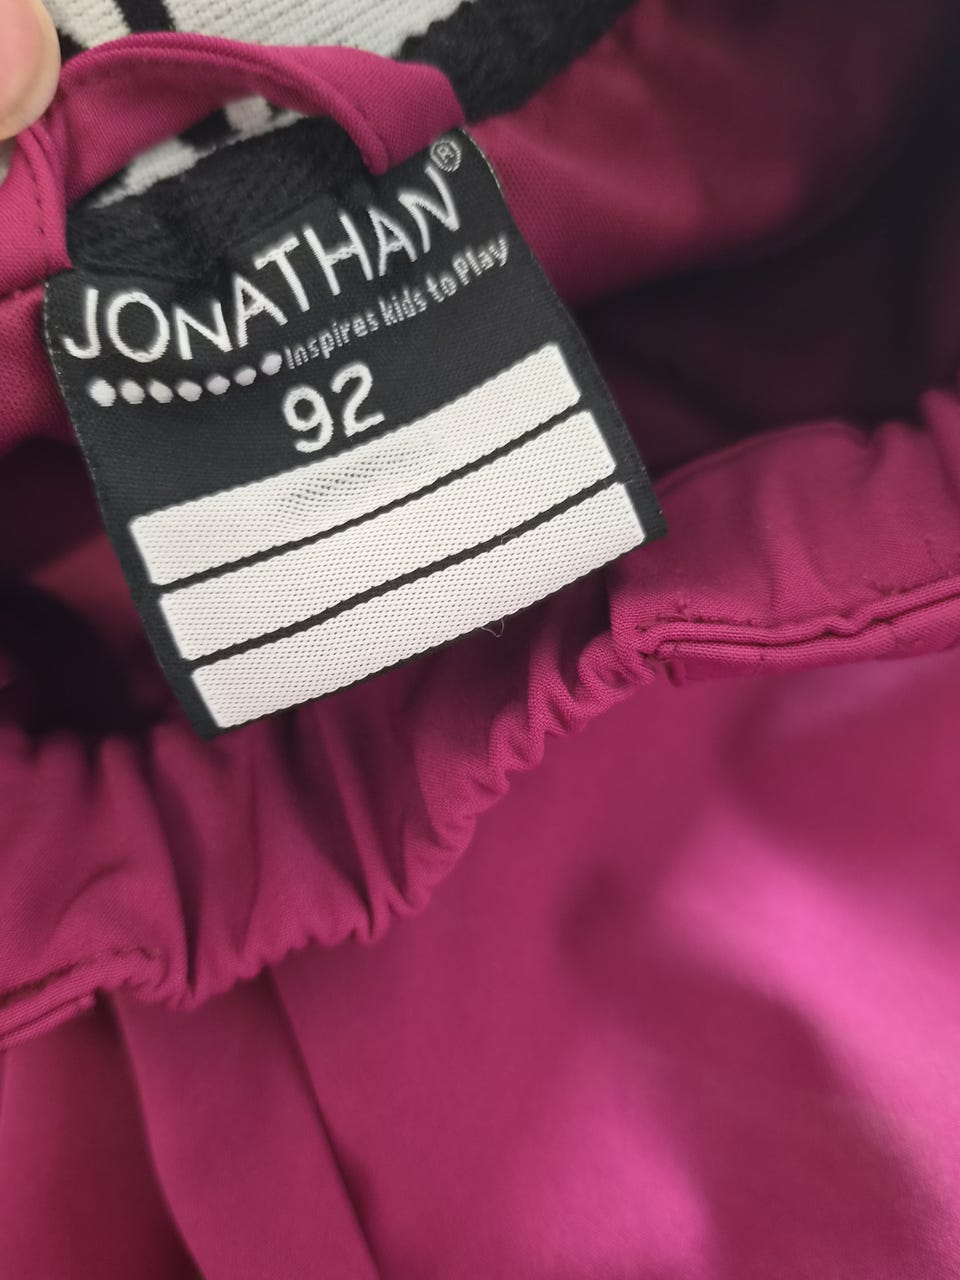 JONATHAN®
Inspires kids to Play
92